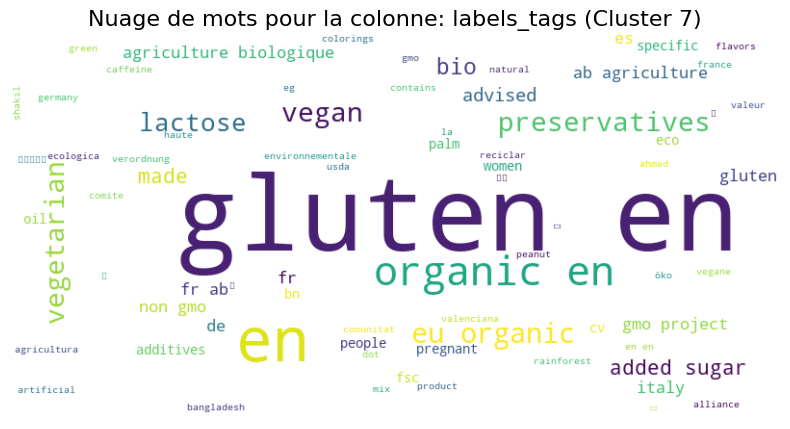 Nuage de mots pour la colonne: labels_tags (Cluster 7)
green
agriculture biologique
colorings
es
specific
flavors
caffeine
gmo
bio
natural
ab agriculture
france
shakil
germany
eg
contains
advised
valeur
vegan
lactose
haute
preservatives
la
palm
eco
ecologica
verordnung
environnementale
usda
reciclar
women
ahmad
gluten
made
vegetarian
comite
oil
gluten en
peanut
organic en
fr
fr ab
bn
öko
vegane
non gmo
de
en
comunitat
valenciana
people
dot
eu organic
pregnant
cv
gmo project
en en
additives
agricultura
rainforest
added sugar
italy
artificial
mix
fsc
product
bangladesh
alliance